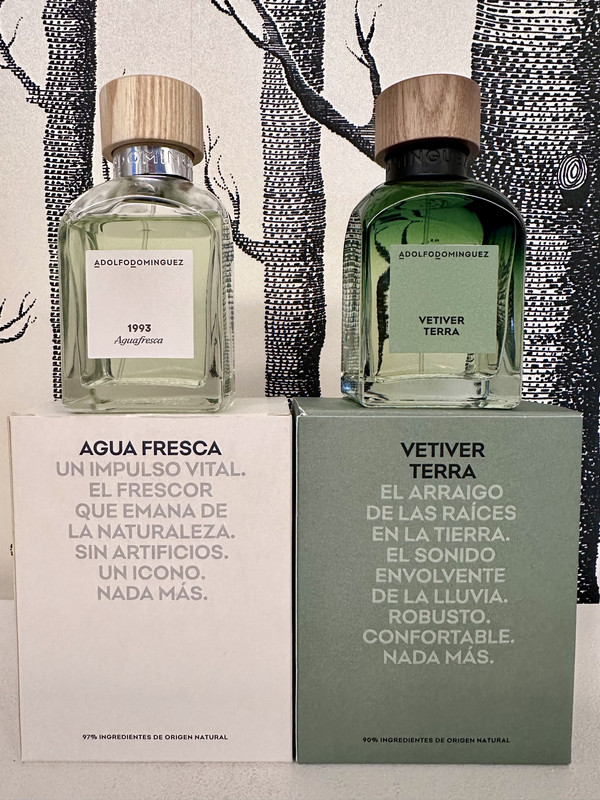 DOMIN
MINGUE
ADOLFODOMINGUEZ
1993
Aguafresca
ADOLFODOMINGUEZ
VETIVER
TERRA
AGUA FRESCA
UN IMPULSO VITAL.
EL FRESCOR
QUE EMANA DE
LA NATURALEZA.
SIN ARTIFICIOS.
UN ICONO.
NADA MÁS.
97% INGREDIENTES DE ORIGEN NATURAL
VETIVER
TERRA
EL ARRAIGO
DE LAS RAÍCES
EN LA TIERRA.
EL SONIDO
ENVOLVENTE
DE LA LLUVIA.
ROBUSTO.
CONFORTABLE.
NADA MÁS.
90% INGREDIENTES DE ORIGEN NATURAL